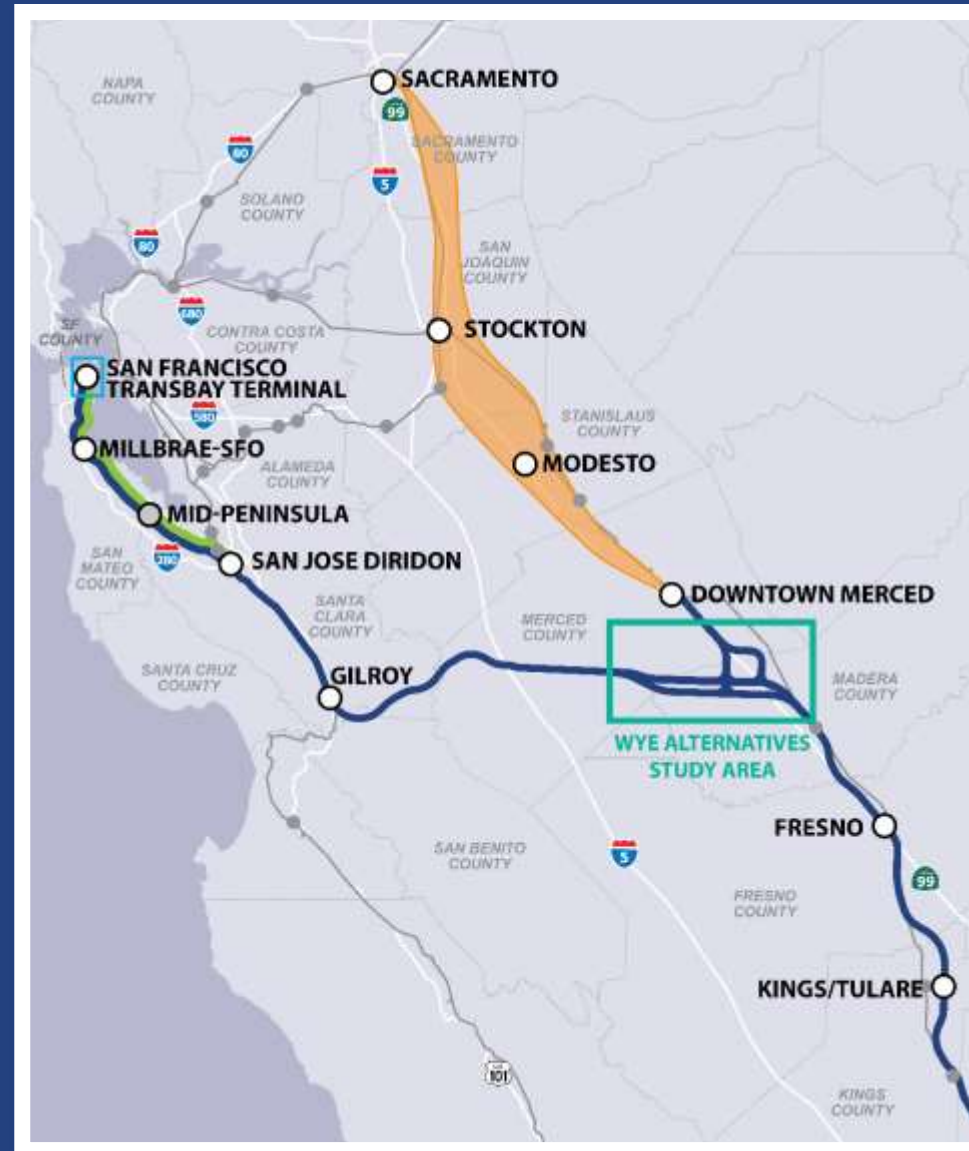 NAPA
COUNTY
SACRAMENTO
99
SACRAMENTO
COUNTY
80
5
SOLANO
COUNTY
80
SAN
JOAQUIN
COUNTY
680
SF
COUNTY
CONTRA COSTA
COUNTY
STOCKTON
SAN FRANCISCO
TRANSBAY TERMINAL
580
STANISLAUS
COUNTY
MILLBRAE-SFO
ALAMEDA
COUNTY
MODESTO
MID-PENINSULA
SAN
MATEO
COUNTY
280
SAN JOSE DIRIDON
SANTA
CLARA
COUNTY
DOWNTOWN MERCED
MERCED
COUNTY
SANTA CRUZ
COUNTY
GILROY
MADERA
COUNTY
WYE ALTERNATIVES
STUDY AREA
FRESNO
SAN BENITO
COUNTY
5
99
FRESNO
COUNTY
KINGS/TULARE
101
KINGS
COUNTY